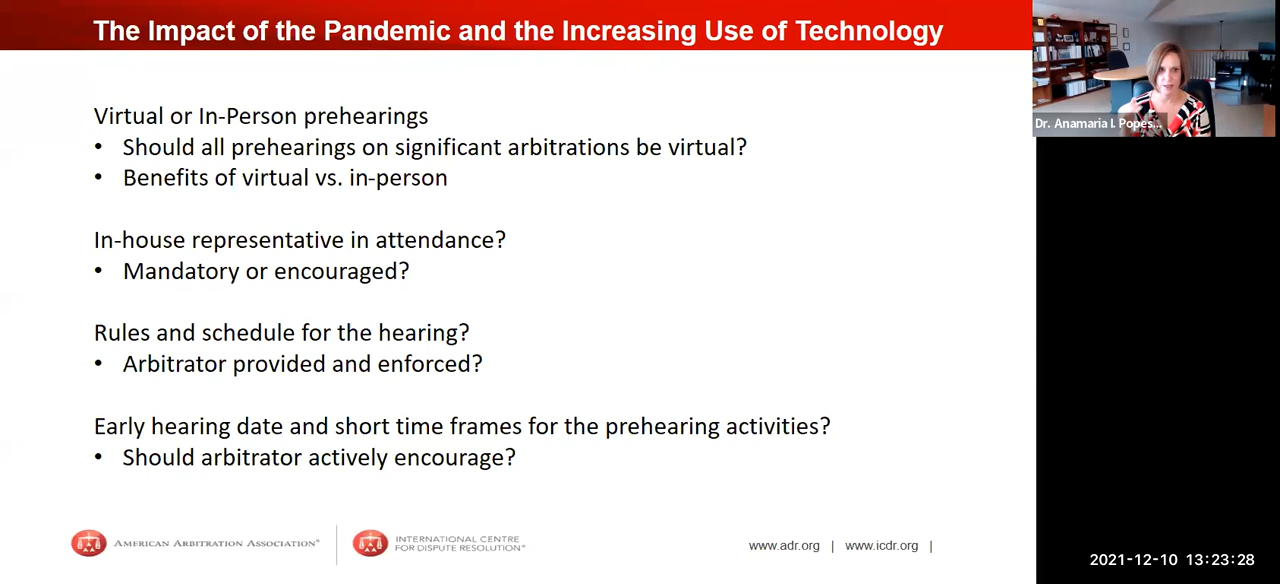 The Impact of the Pandemic and the Increasing Use of Technology
Dr. Anamaria I. Popes...
Virtual or In-Person prehearings
• Should all prehearings on significant arbitrations be virtual?
• Benefits of virtual vs. in-person
In-house representative in attendance?
• Mandatory or encouraged?
Rules and schedule for the hearing?
• Arbitrator provided and enforced?
Early hearing date and short time frames for the prehearing activities?
• Should arbitrator actively encourage?
AMERICAN ARBITRATION ASSOCIATION®
INTERNATIONAL CENTRE
FOR DISPUTE RESOLUTION®
www.adr.org | www.icdr.org |
2021-12-10 13:23:28